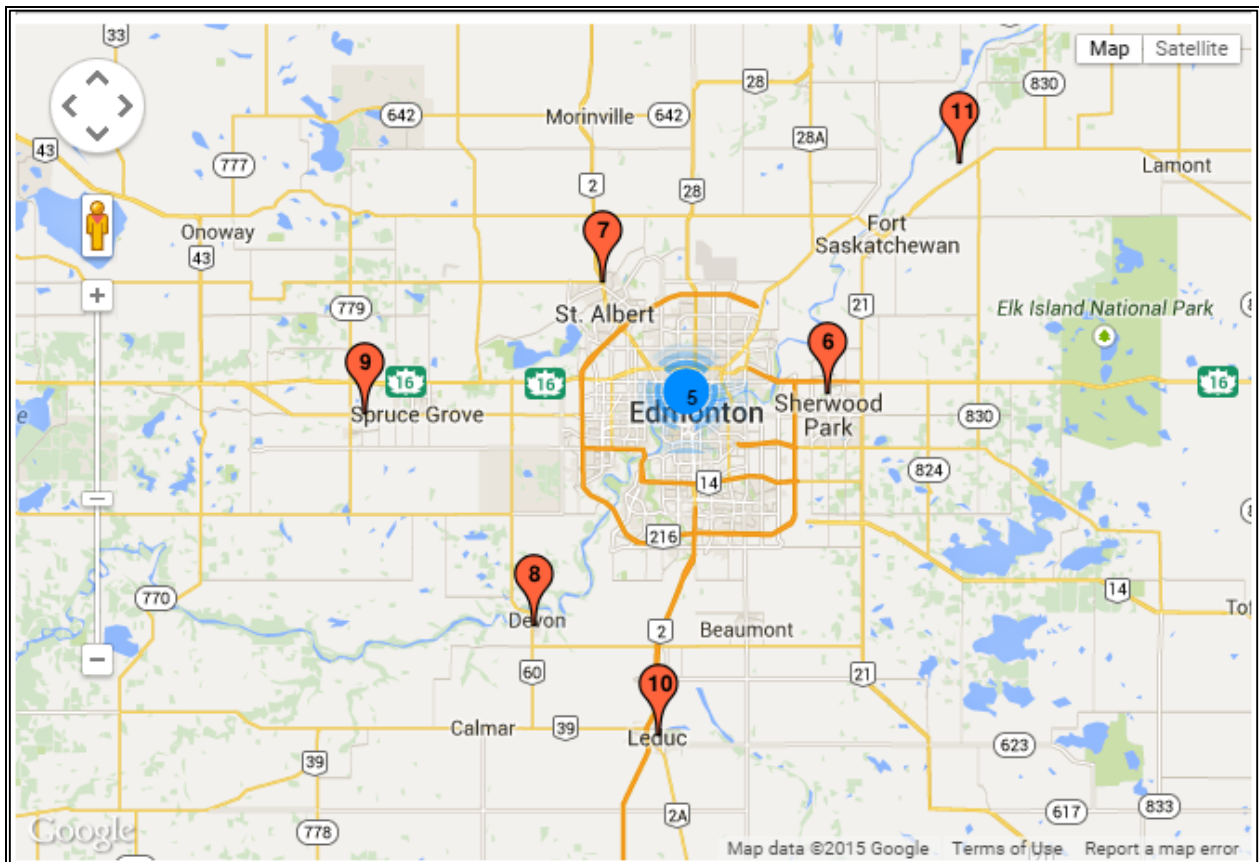 33
Map
Satellite
28
830
642
Morinville
642
11
28A
43
777
Lamont
2
28
Onoway
7
Fort
Saskatchewan
43
21
779
St. Albert
Elk Island National Park
6
9
16
16
5
16
Spruce Grove
Edmonton
Sherwood
Park
830
824
14
216
8
770
14
Devon
2
Beaumont
60
10
21
Calmar
39
Leduc
623
39
617
833
2A
778
Google
Map data ©2015 Google
Terms of Use
Report a map error